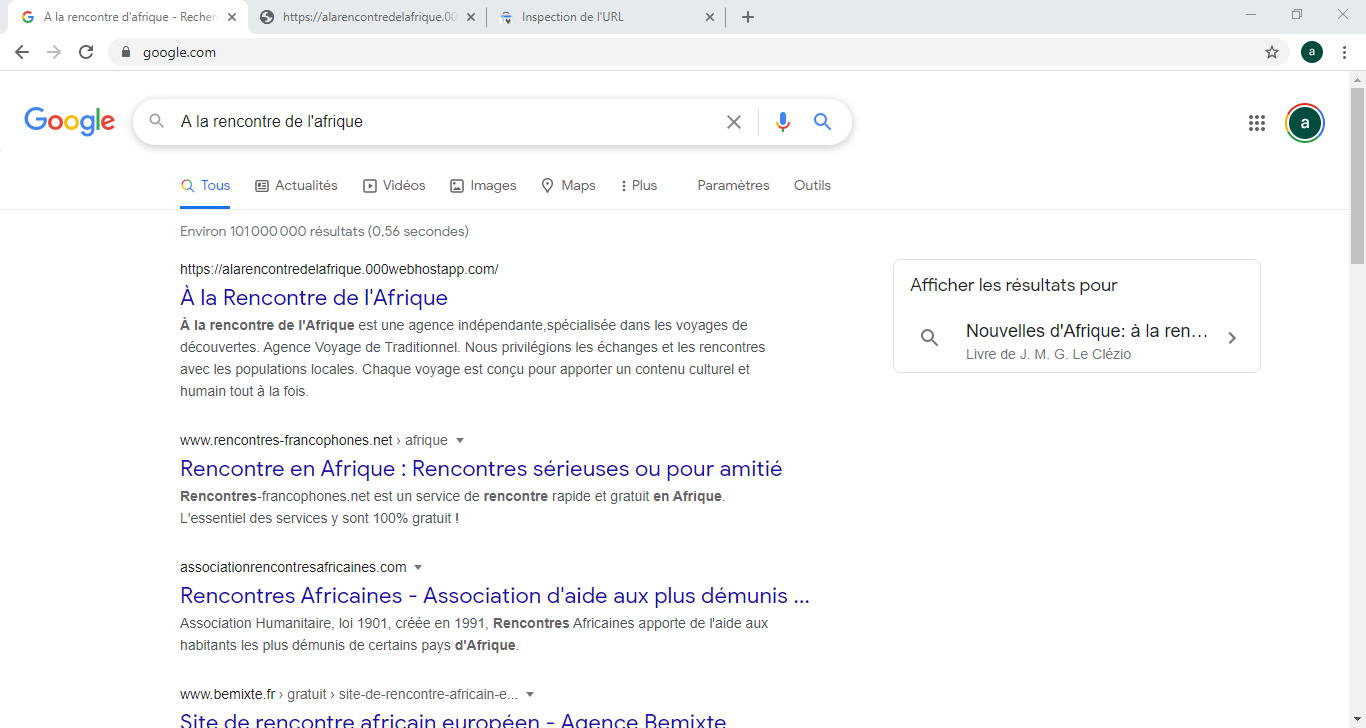 A la rencontre d'afrique - Recher
https://alarencontredelafrique.00
Inspection de l'URL
google.com
a
Google
A la rencontre de l'afrique
a
Tous
Actualités
Vidéos
Images
Maps
Plus
Paramètres
Outils
Environ 101 000 000 résultats (0,56 secondes)
https://alarencontredelafrique.000webhostapp.com/
À la Rencontre de l'Afrique
À la rencontre de l'Afrique est une agence indépendante,spécialisée dans les voyages de
découvertes. Agence Voyage de Traditionnel. Nous privilégions les échanges et les rencontres
avec les populations locales. Chaque voyage est conçu pour apporter un contenu culturel et
humain tout à la fois.
www.rencontres-francophones.net › afrique
Rencontre en Afrique : Rencontres sérieuses ou pour amitié
Rencontres-francophones.net est un service de rencontre rapide et gratuit en Afrique.
L'essentiel des services y sont 100% gratuit !
associationrencontresafricaines.com
Rencontres Africaines - Association d'aide aux plus démunis ...
Association Humanitaire, loi 1901, créée en 1991, Rencontres Africaines apporte de l'aide aux
habitants les plus démunis de certains pays d'Afrique.
www.bemixte.fr › gratuit › site-de-rencontre-africain-e...
Site de rencontre africain européen - Agence Bemixte
Afficher les résultats pour
Nouvelles d'Afrique: à la ren...
Livre de J. M. G. Le Clézio